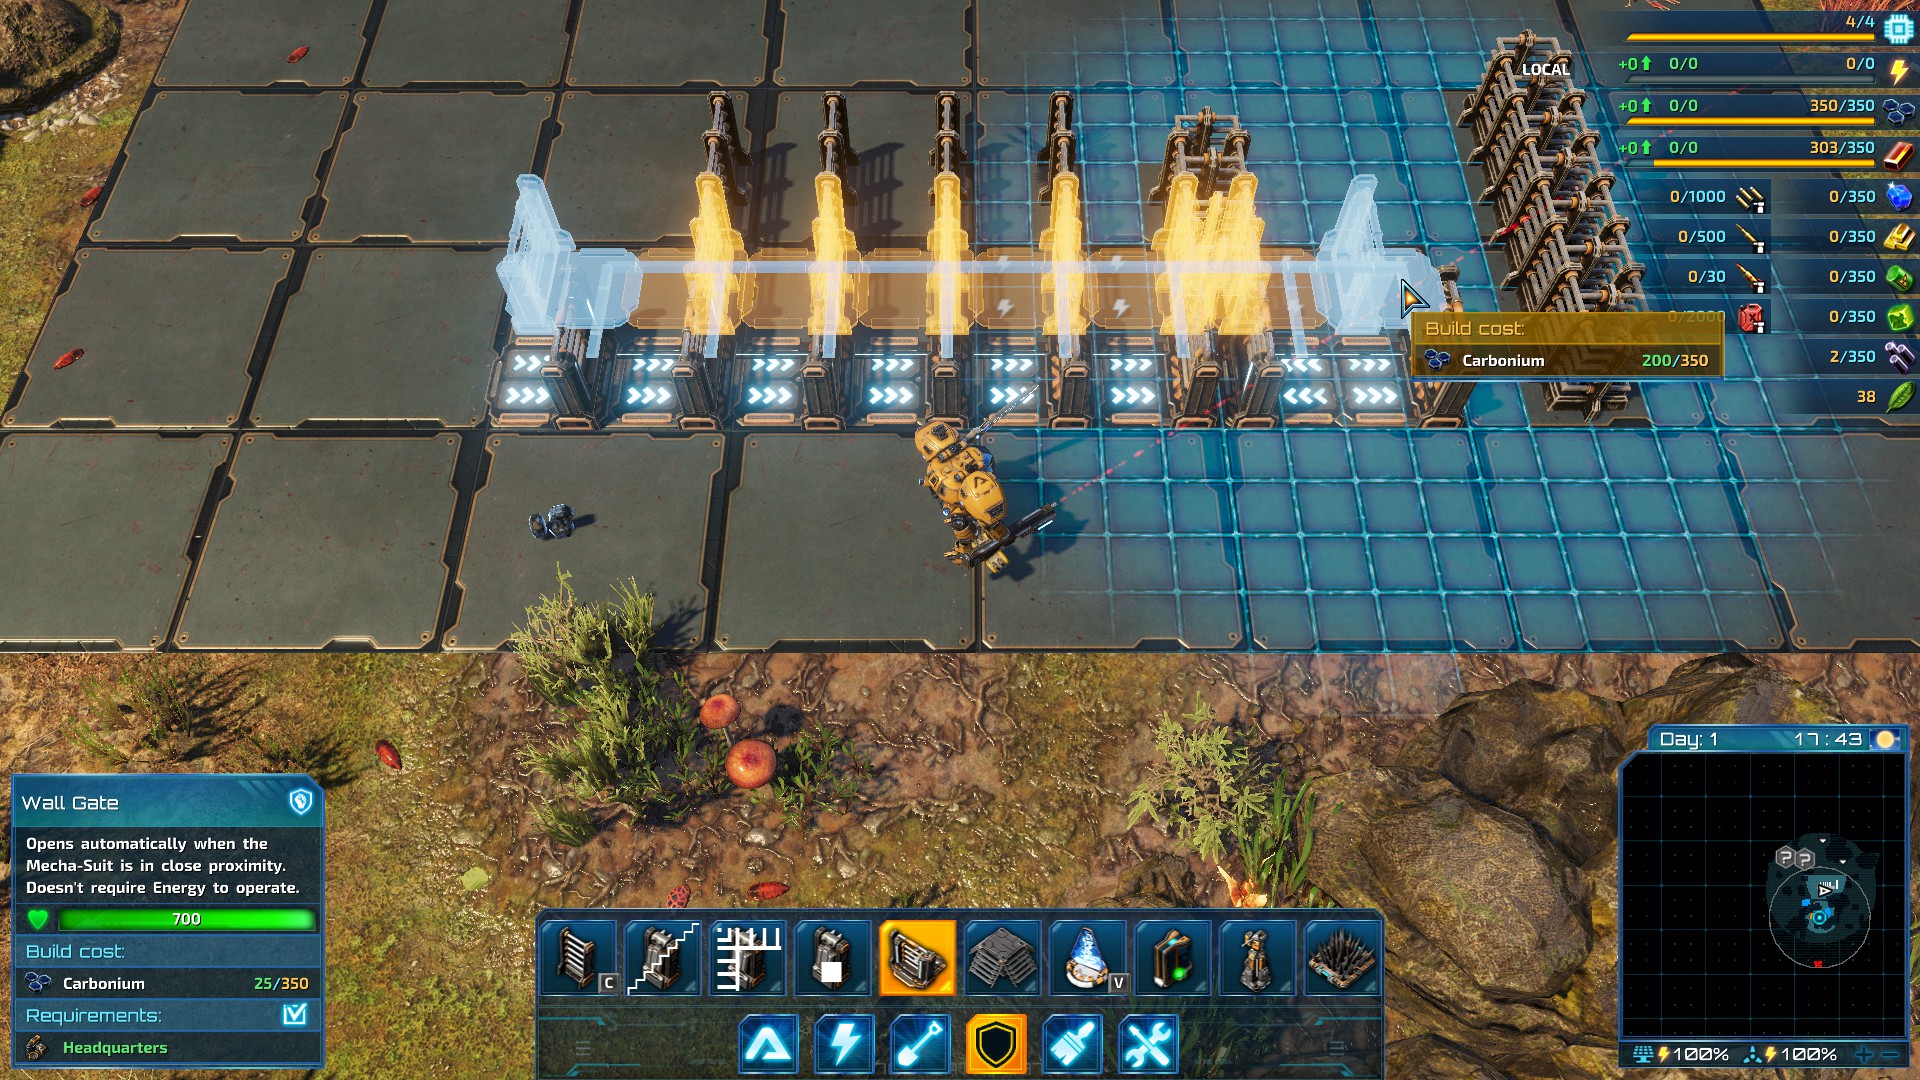 4/4
LOCAL
+0 0/0 0/0
+0 0/0 350/350
+0 0/0 303/350
0/1000 0/350
0/500 0/350
0/30 0/350
0/2000 0/350
2/350
38
Build cost:
Carbonium 200/350
Day: 1 17:43
Wall Gate
Opens automatically when the
Mecha-Suit is in close proximity.
Doesn't require Energy to operate.
700
Build cost:
Carbonium 25/350
Requirements:
Headquarters
C
V
? ?
100% 100%